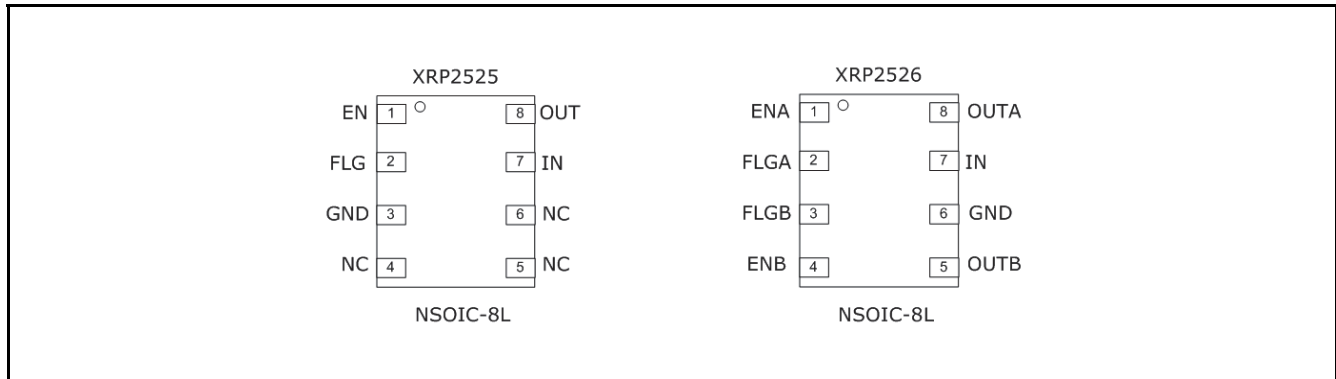 XRP2525
EN 1 8 OUT
FLG 2 7 IN
GND 3 6 NC
NC 4 5 NC
NSOIC-8L
XRP2526
ENA 1 8 OUTA
FLGA 2 7 IN
FLGB 3 6 GND
ENB 4 5 OUTB
NSOIC-8L